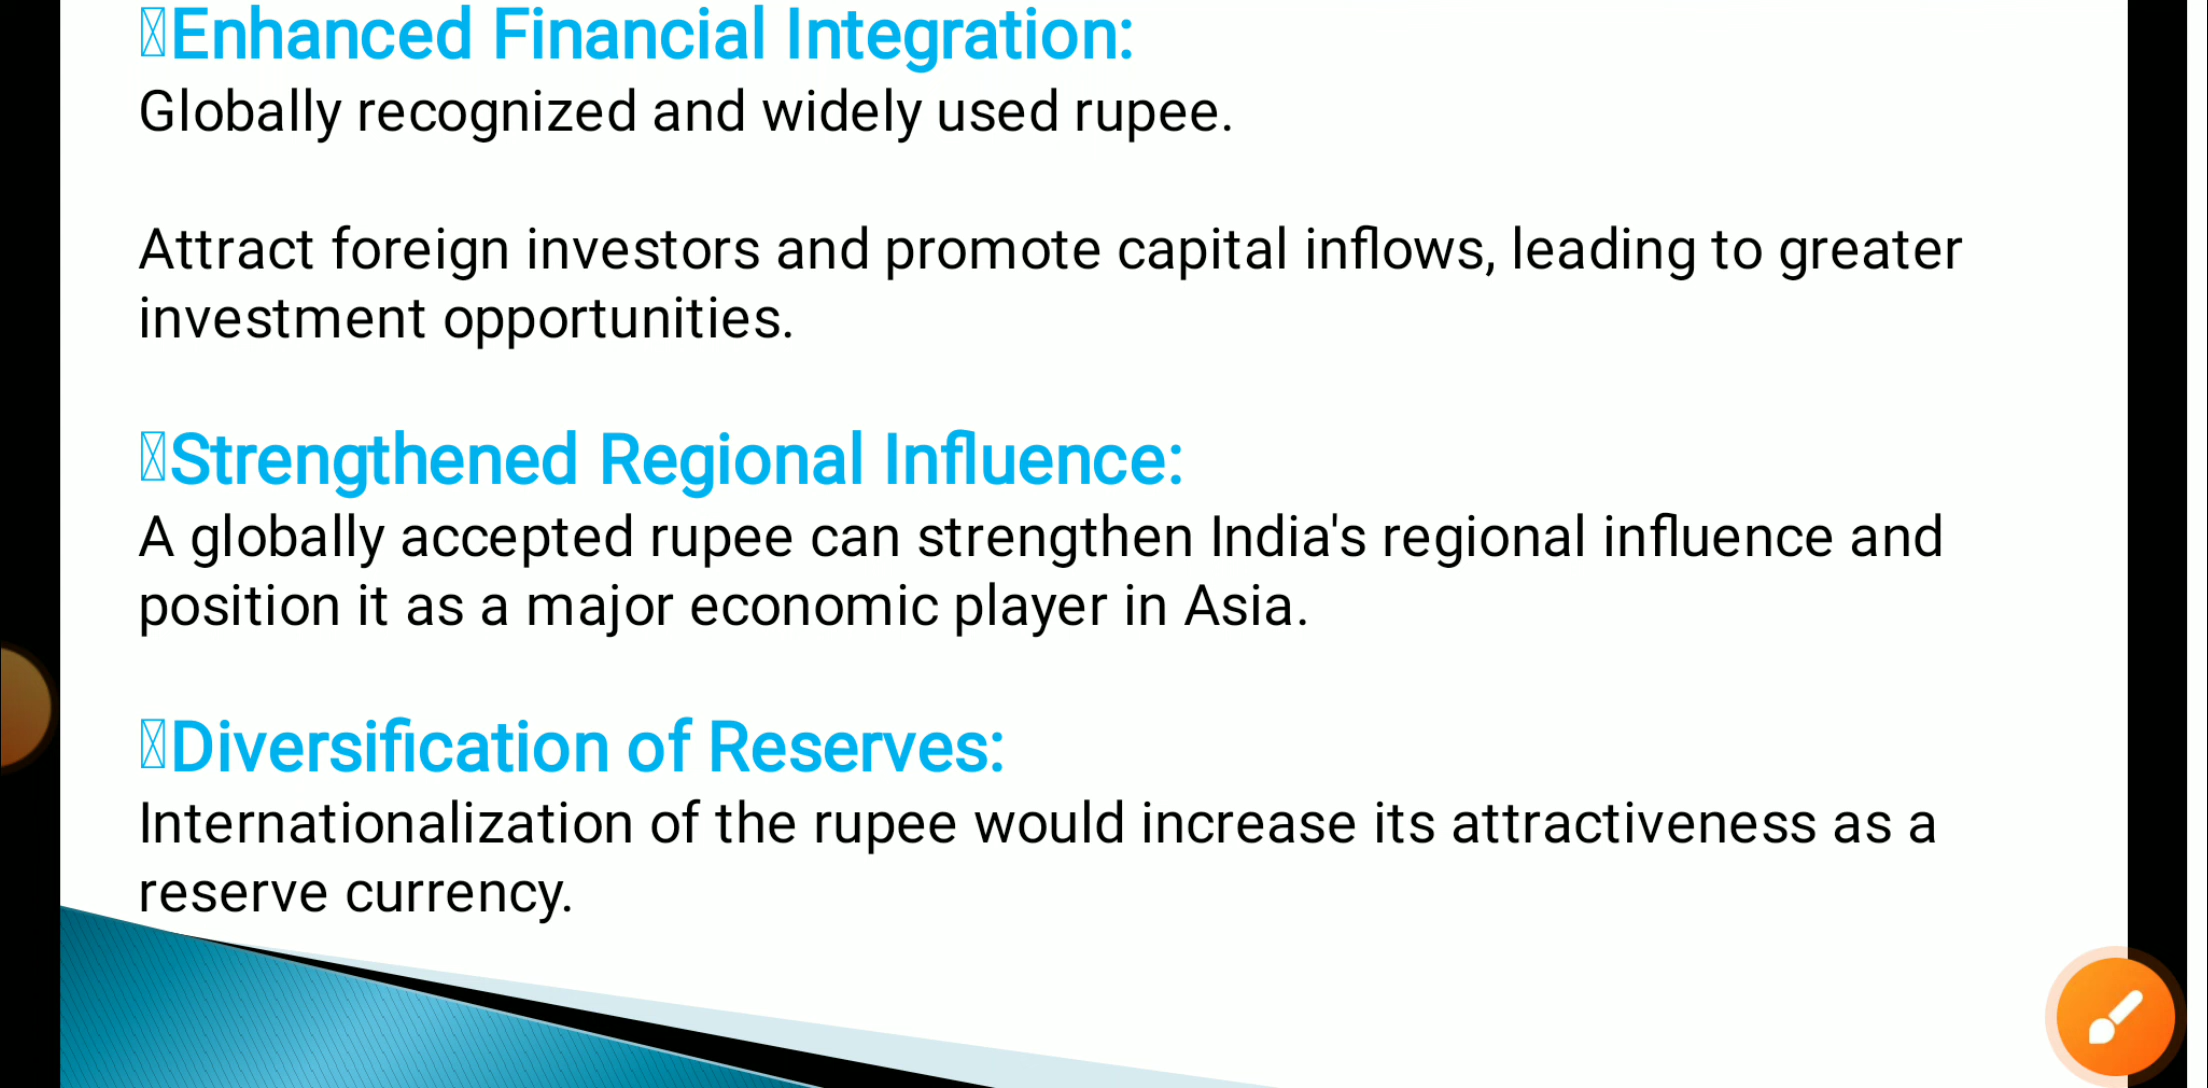 Enhanced Financial Integration:
Globally recognized and widely used rupee.
Attract foreign investors and promote capital inflows, leading to greater
investment opportunities.
Strengthened Regional Influence:
A globally accepted rupee can strengthen India's regional influence and
position it as a major economic player in Asia.
Diversification of Reserves:
Internationalization of the rupee would increase its attractiveness as a
reserve currency.